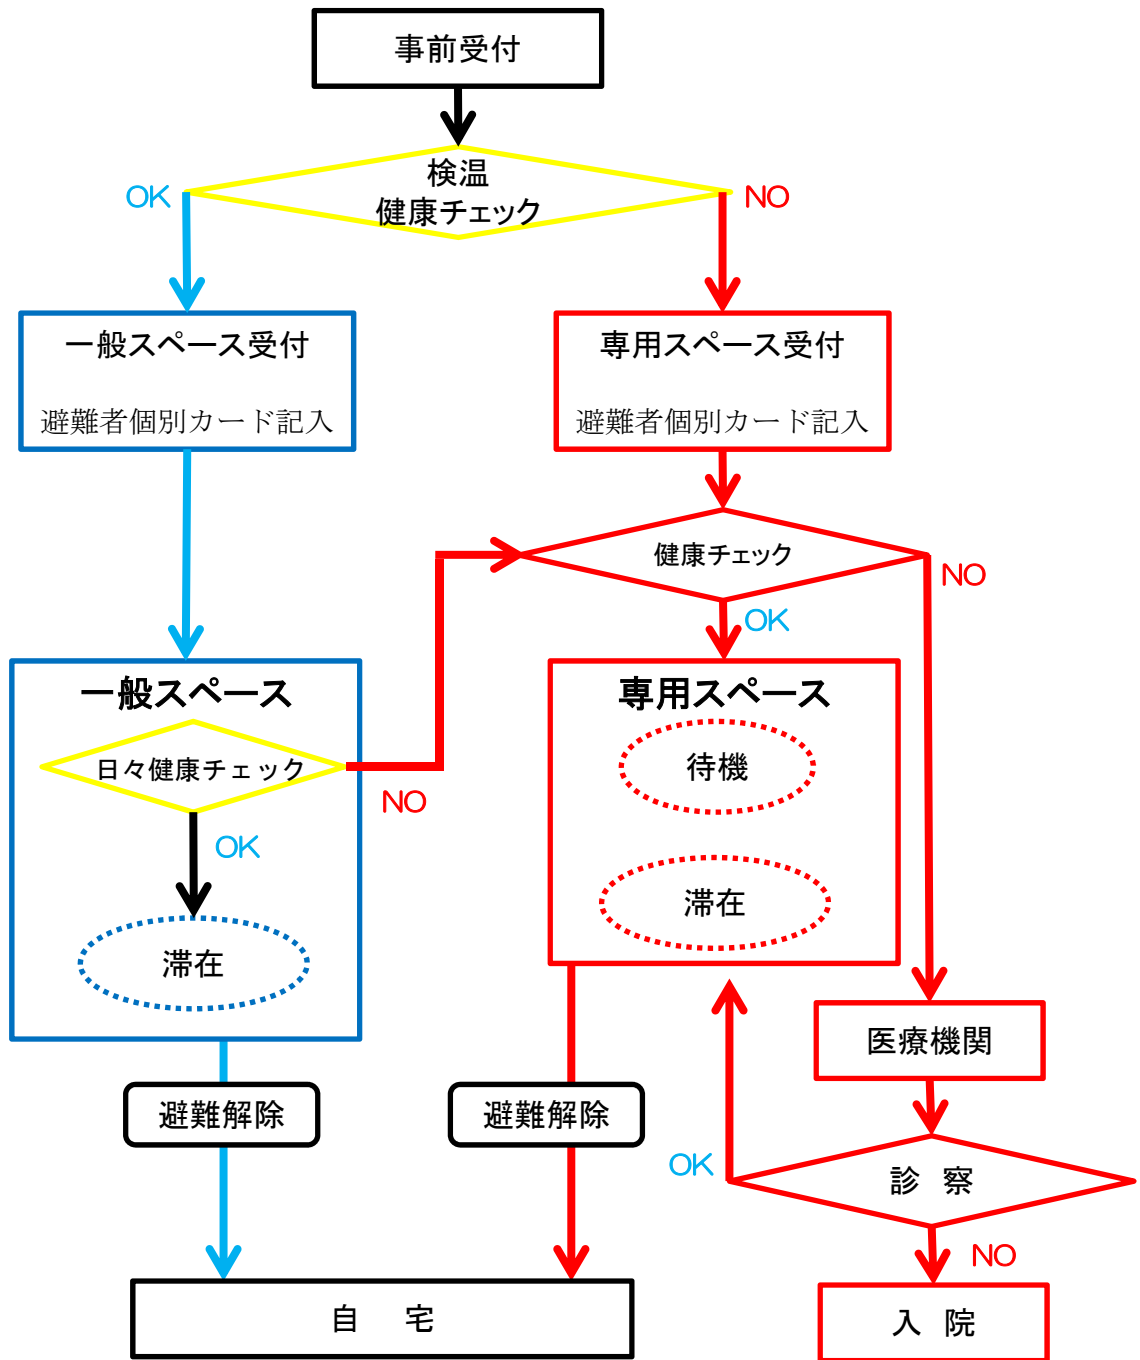 事前受付
検温
健康チェック
OK
NO
一般スペース受付
避難者個別カード記入
専用スペース受付
避難者個別カード記入
健康チェック
NO
OK
一般スペース
日々健康チェック
NO
OK
滞在
専用スペース
待機
滞在
医療機関
避難解除
避難解除
診 察
OK
NO
自 宅
入 院